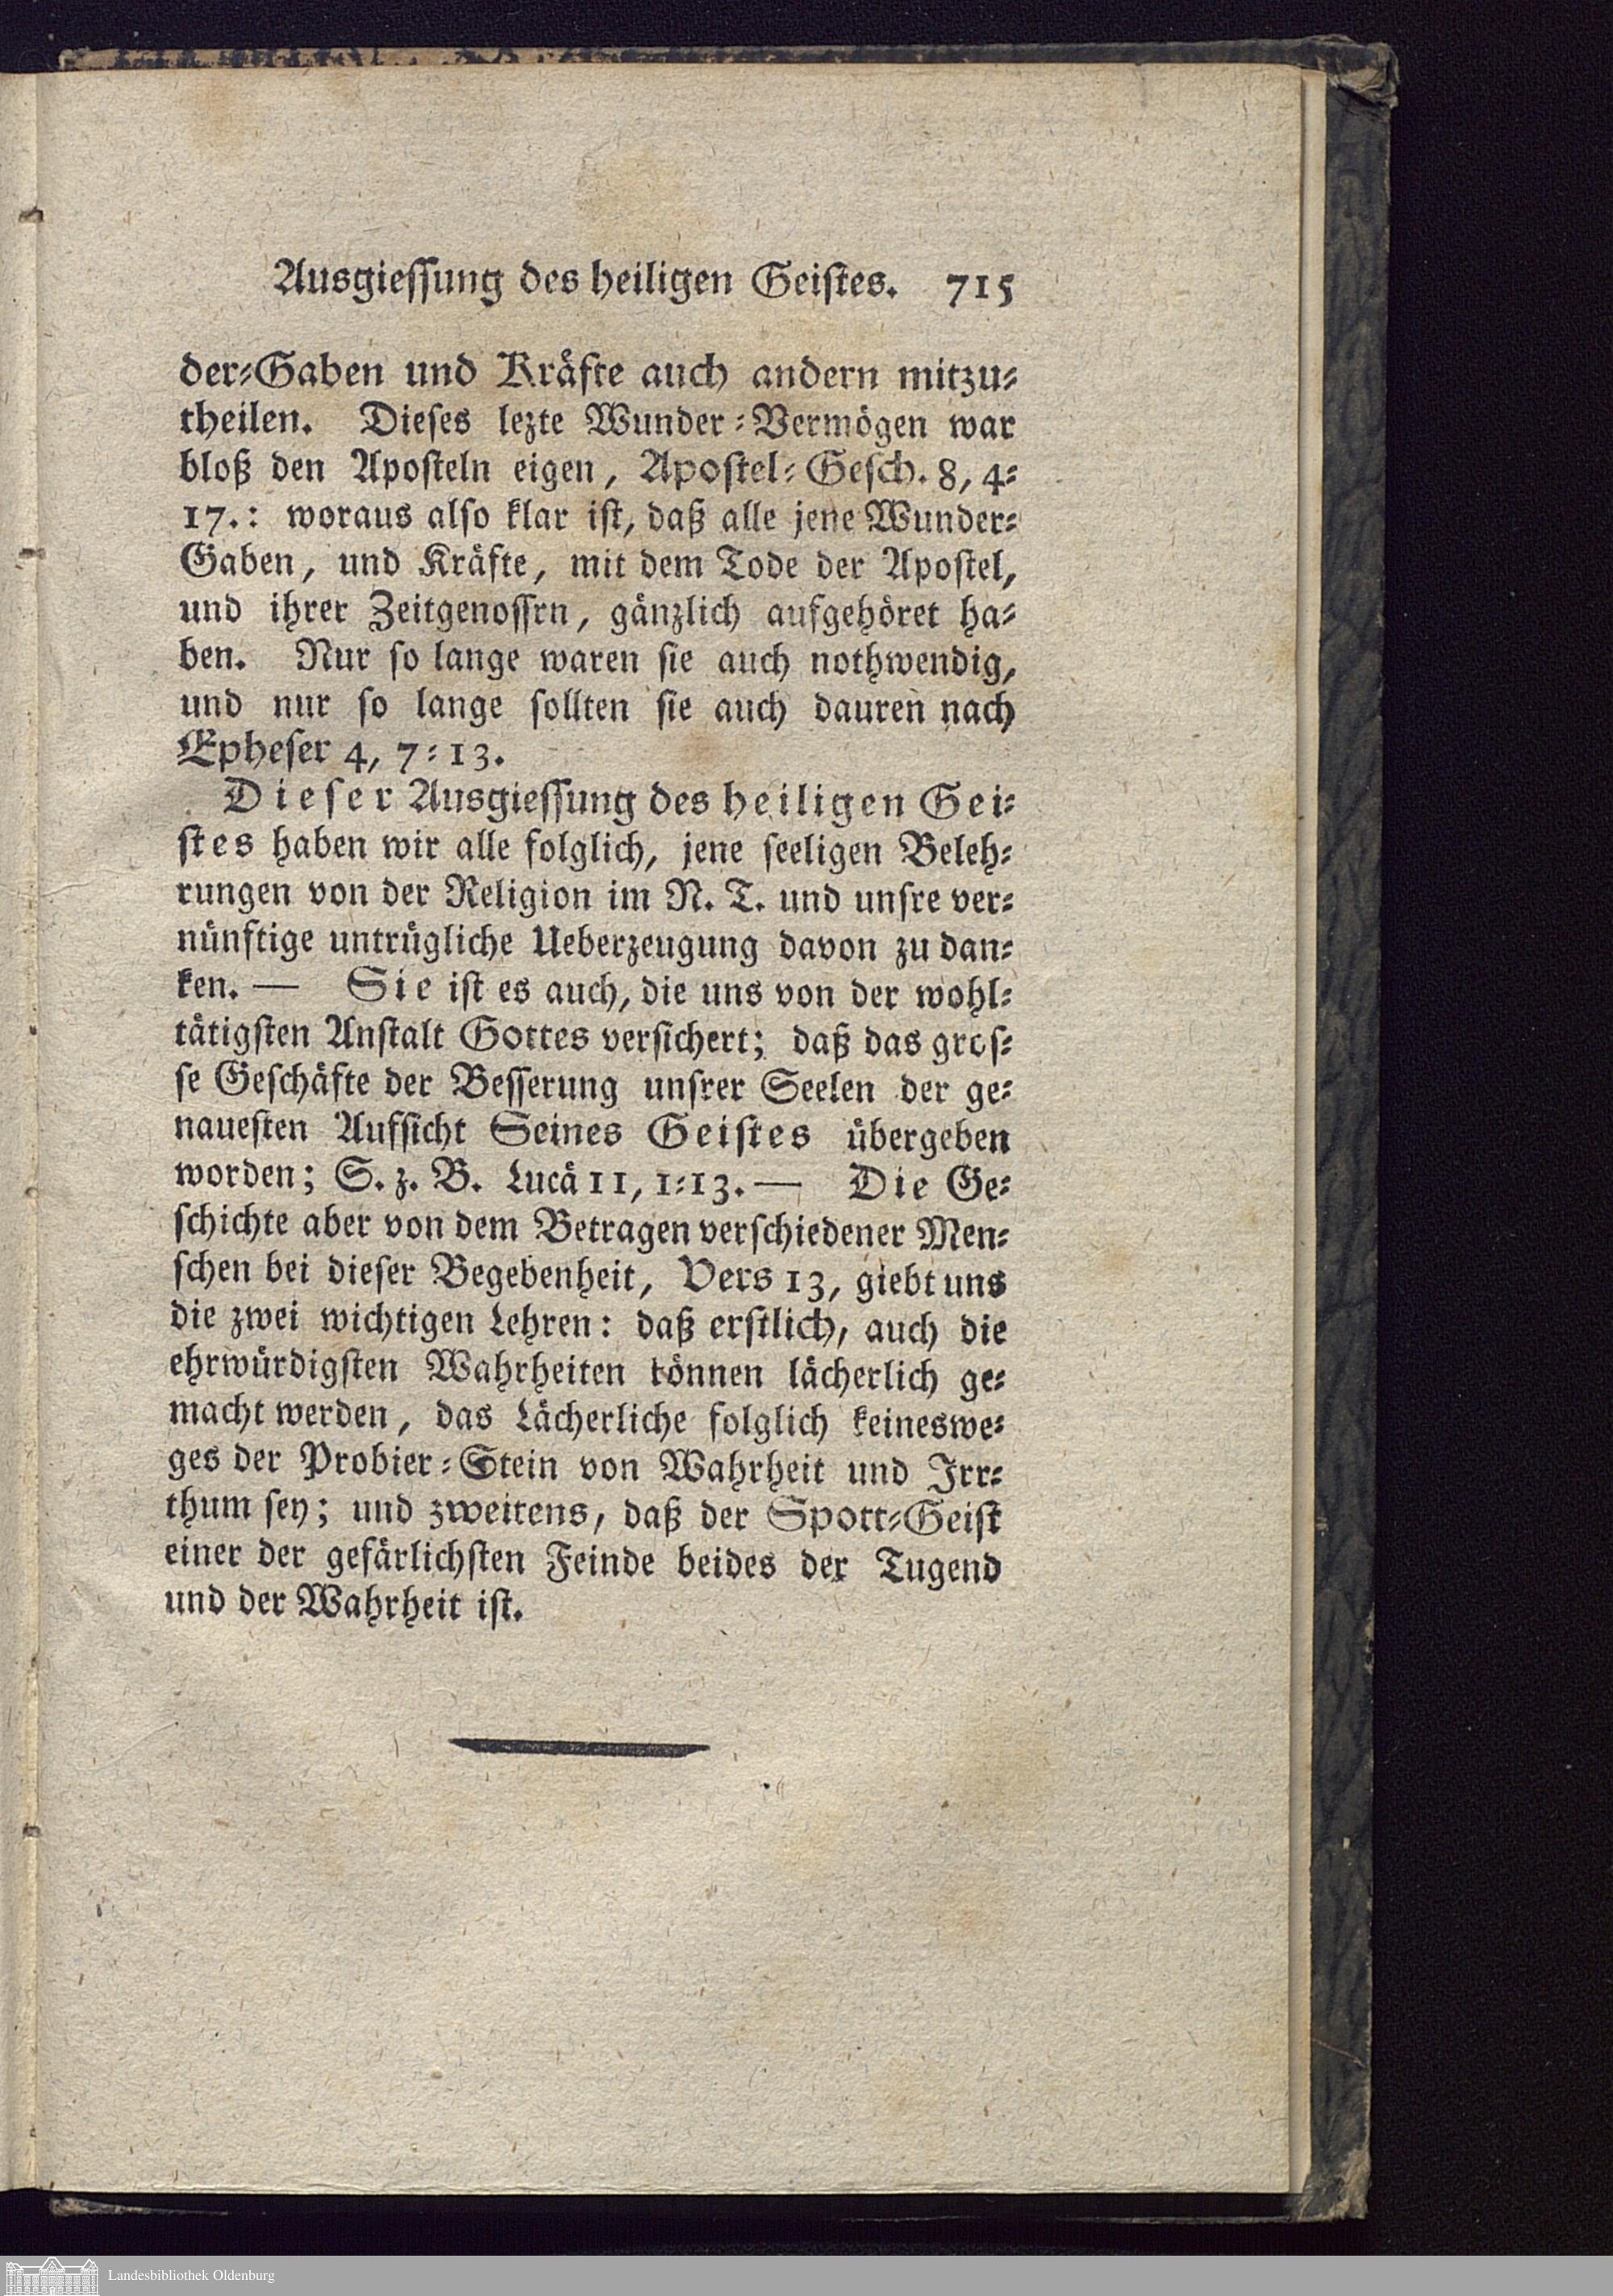 Ausgiessung des heiligen Geistes. 715
der-Gaben und Kräfte auch andern mitzu-
theilen. Dieses lezte Wunder-Vermögen war
bloß den Aposteln eigen, Apostel-Gesch. 8, 4-
17.: woraus also klar ist, daß alle jene Wunder-
Gaben, und Kräfte, mit dem Tode der Apostel,
und ihrer Zeitgenossrn, gänzlich aufgehöret ha-
ben. Nur so lange waren sie auch nothwendig,
und nur so lange sollten sie auch dauren nach
Epheser 4, 7-13.
Dieser Ausgiessung des heiligen Gei-
stes haben wir alle folglich, jene seeligen Beleh-
rungen von der Religion im N. T. und unsre ver-
nünftige untrügliche Ueberzeugung davon zu dan-
ken. — Sie ist es auch, die uns von der wohl-
tätigsten Anstalt Gottes versichert; daß das gros-
se Geschäfte der Besserung unsrer Seelen der ge-
nauesten Aufsicht Seines Geistes übergeben
worden; S. z. B. Lucä 11, 1-13. — Die Ge-
schichte aber von dem Betragen verschiedener Men-
schen bei dieser Begebenheit, Vers 13, giebt uns
die zwei wichtigen Lehren: daß erstlich, auch die
ehrwürdigsten Wahrheiten können lächerlich ge-
macht werden, das Lächerliche folglich keineswe-
ges der Probier-Stein von Wahrheit und Irr-
thum sey; und zweitens, daß der Spott-Geist
einer der gefärlichsten Feinde beides der Tugend
und der Wahrheit ist.
Landesbibliothek Oldenburg